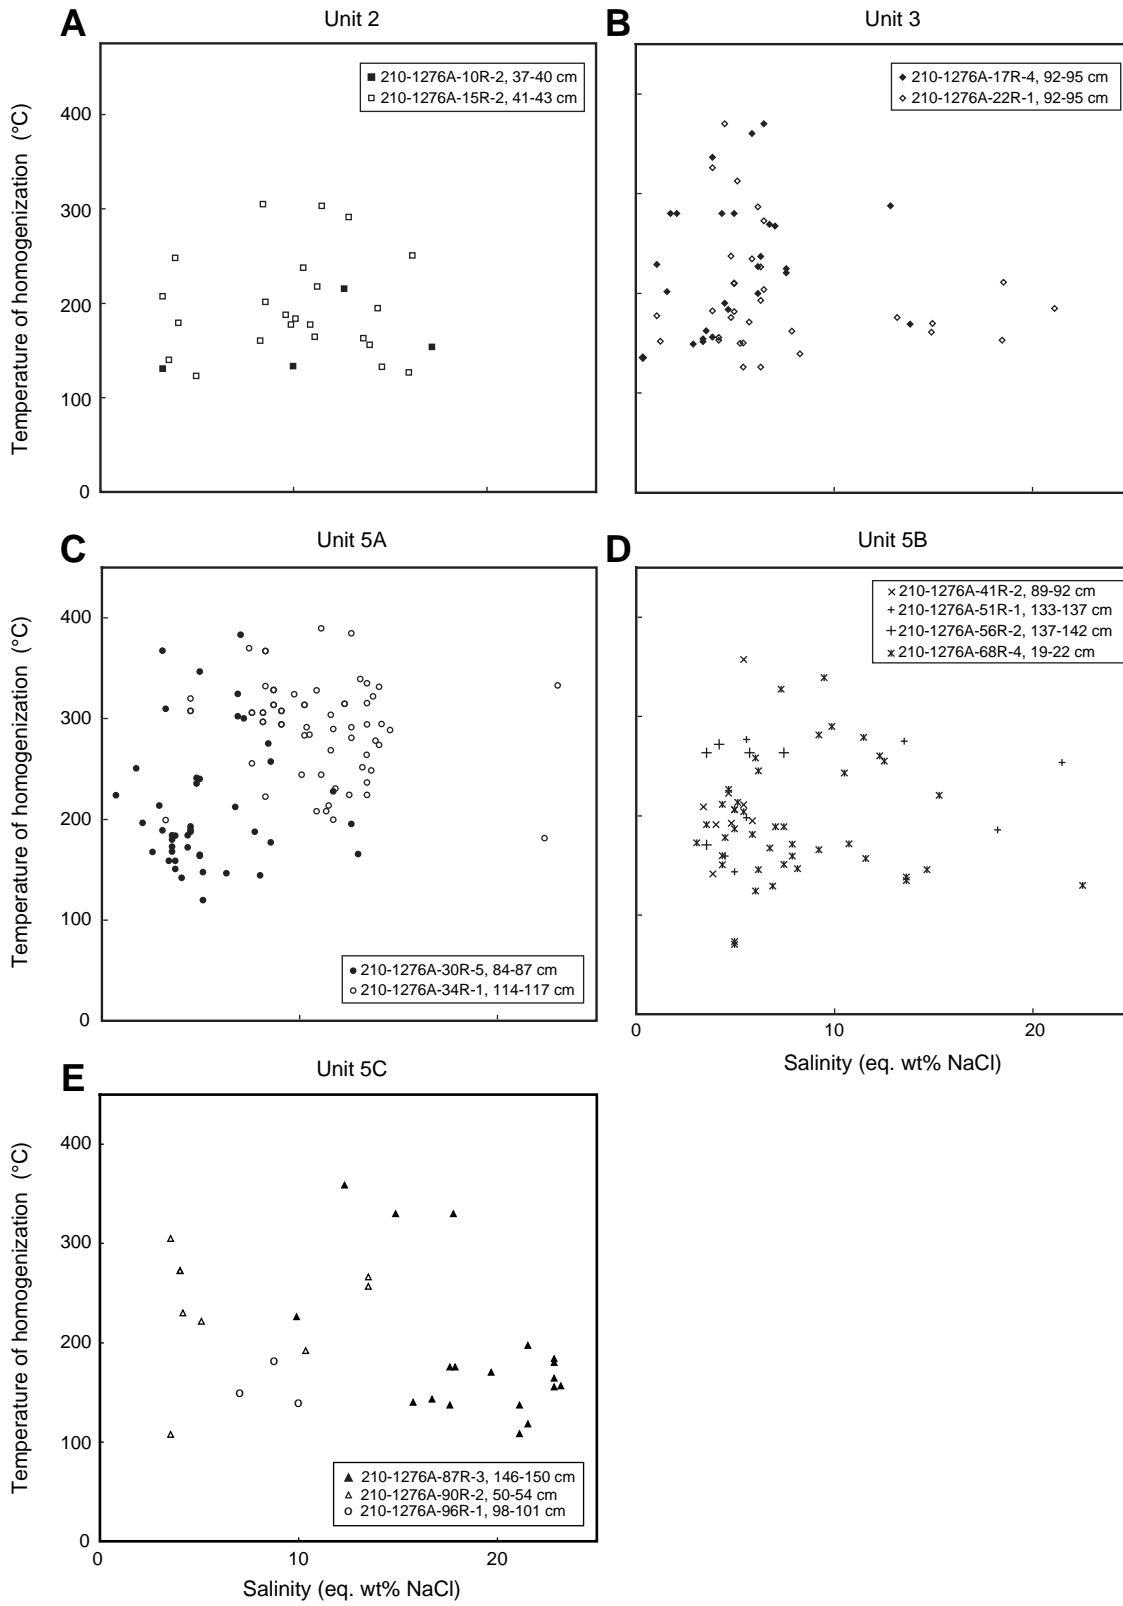 A
Unit 2
B
Unit 3
210-1276A-10R-2, 37-40 cm
210-1276A-15R-2, 41-43 cm
210-1276A-17R-4, 92-95 cm
210-1276A-22R-1, 92-95 cm
Temperature of homogenization (°C)
400
300
200
100
0
C
Unit 5A
D
Unit 5B
210-1276A-41R-2, 89-92 cm
210-1276A-51R-1, 133-137 cm
210-1276A-56R-2, 137-142 cm
210-1276A-68R-4, 19-22 cm
Temperature of homogenization (°C)
400
300
200
100
0
210-1276A-30R-5, 84-87 cm
210-1276A-34R-1, 114-117 cm
0
10
20
Salinity (eq. wt% NaCl)
E
Unit 5C
Temperature of homogenization (°C)
400
300
200
100
0
210-1276A-87R-3, 146-150 cm
210-1276A-90R-2, 50-54 cm
210-1276A-96R-1, 98-101 cm
0
10
20
Salinity (eq. wt% NaCl)